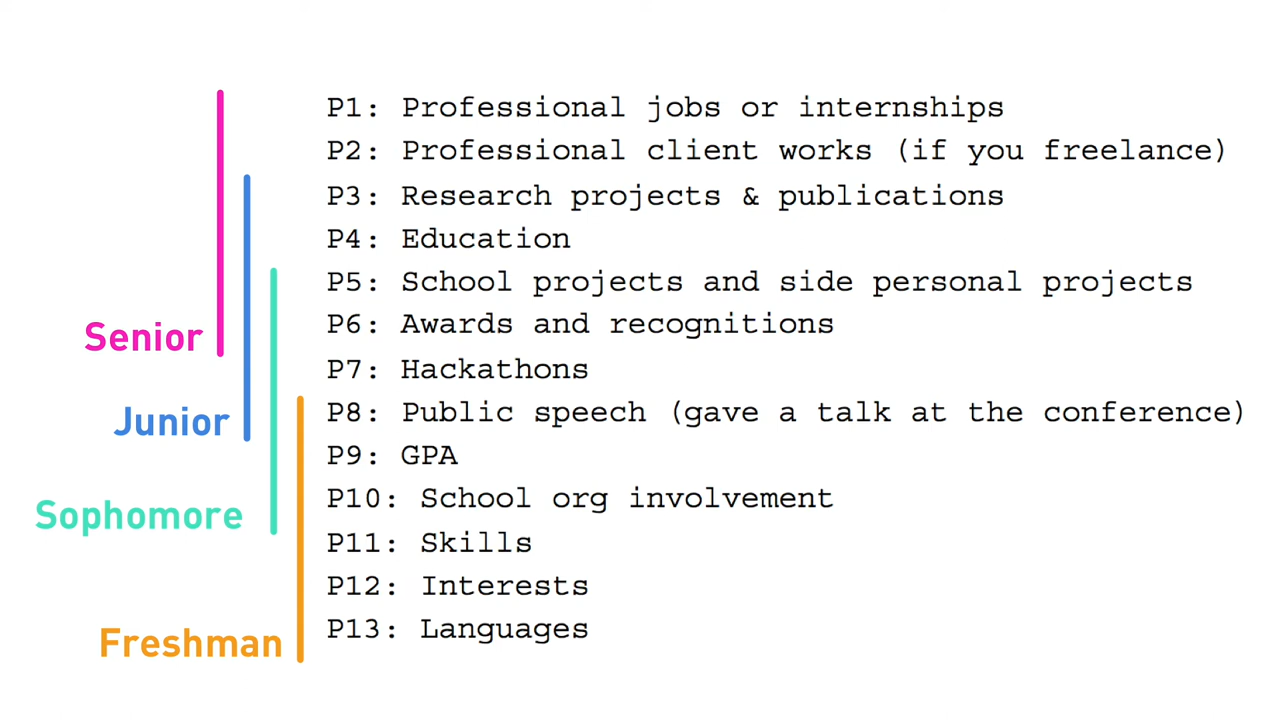 P1: Professional jobs or internships
P2: Professional client works (if you freelance)
P3: Research projects & publications
P4: Education
P5: School projects and side personal projects
P6: Awards and recognitions
Senior
P7: Hackathons
P8: Public speech (gave a talk at the conference)
Junior
P9: GPA
P10: School org involvement
Sophomore
P11: Skills
P12: Interests
P13: Languages
Freshman